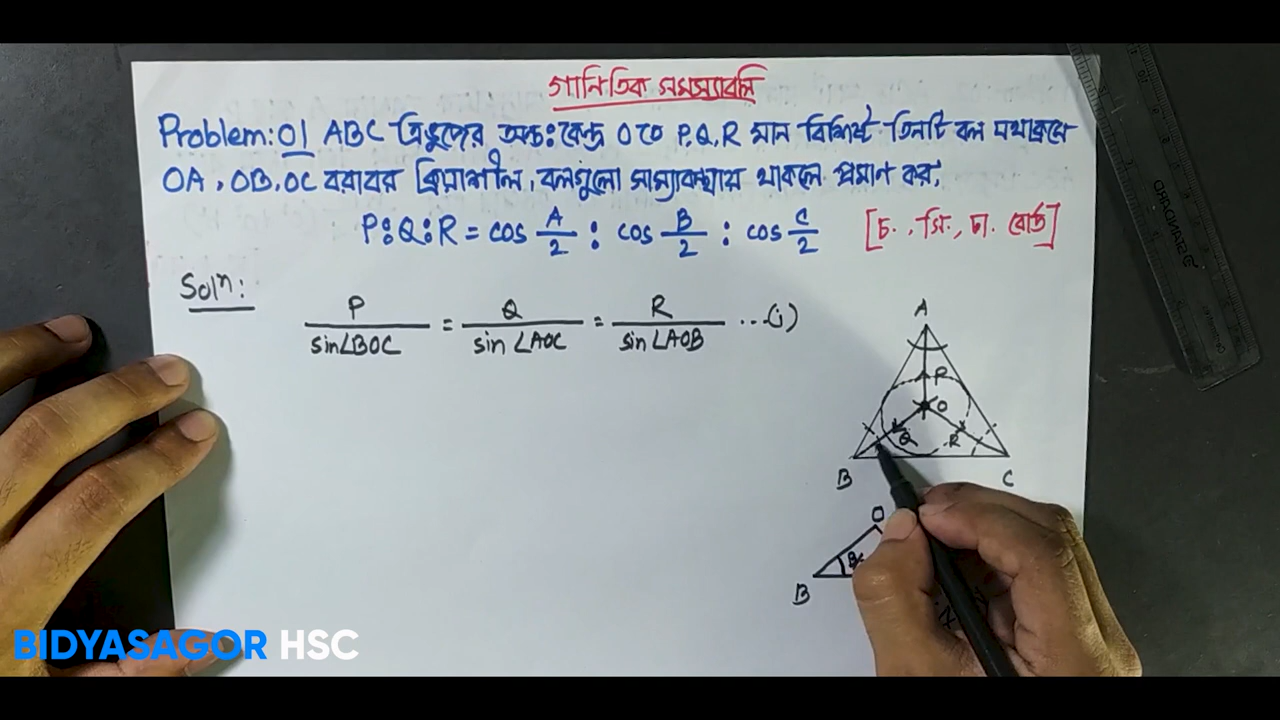 গানিতিক সমস্যাবলি
Problem: 01 ABC ত্রিভুজের অন্ত:কেন্দ্র O তে P, Q, R মান বিশিষ্ট তিনটি বল যথাক্রমে
OA, OB, OC বরাবর ক্রিয়াশীল, বলগুলো সাম্যাবস্থায় থাকলে প্রমাণ কর,
P:Q:R = cos A/2 : cos B/2 : cos C/2 [চ., সি., ঢা. বোর্ড]
Solⁿ:
P/sin∠BOC = Q/sin∠AOC = R/sin∠AOB ...(i)
A
P
O
Q
R
B
C
O
B
BIDYASAGOR HSC